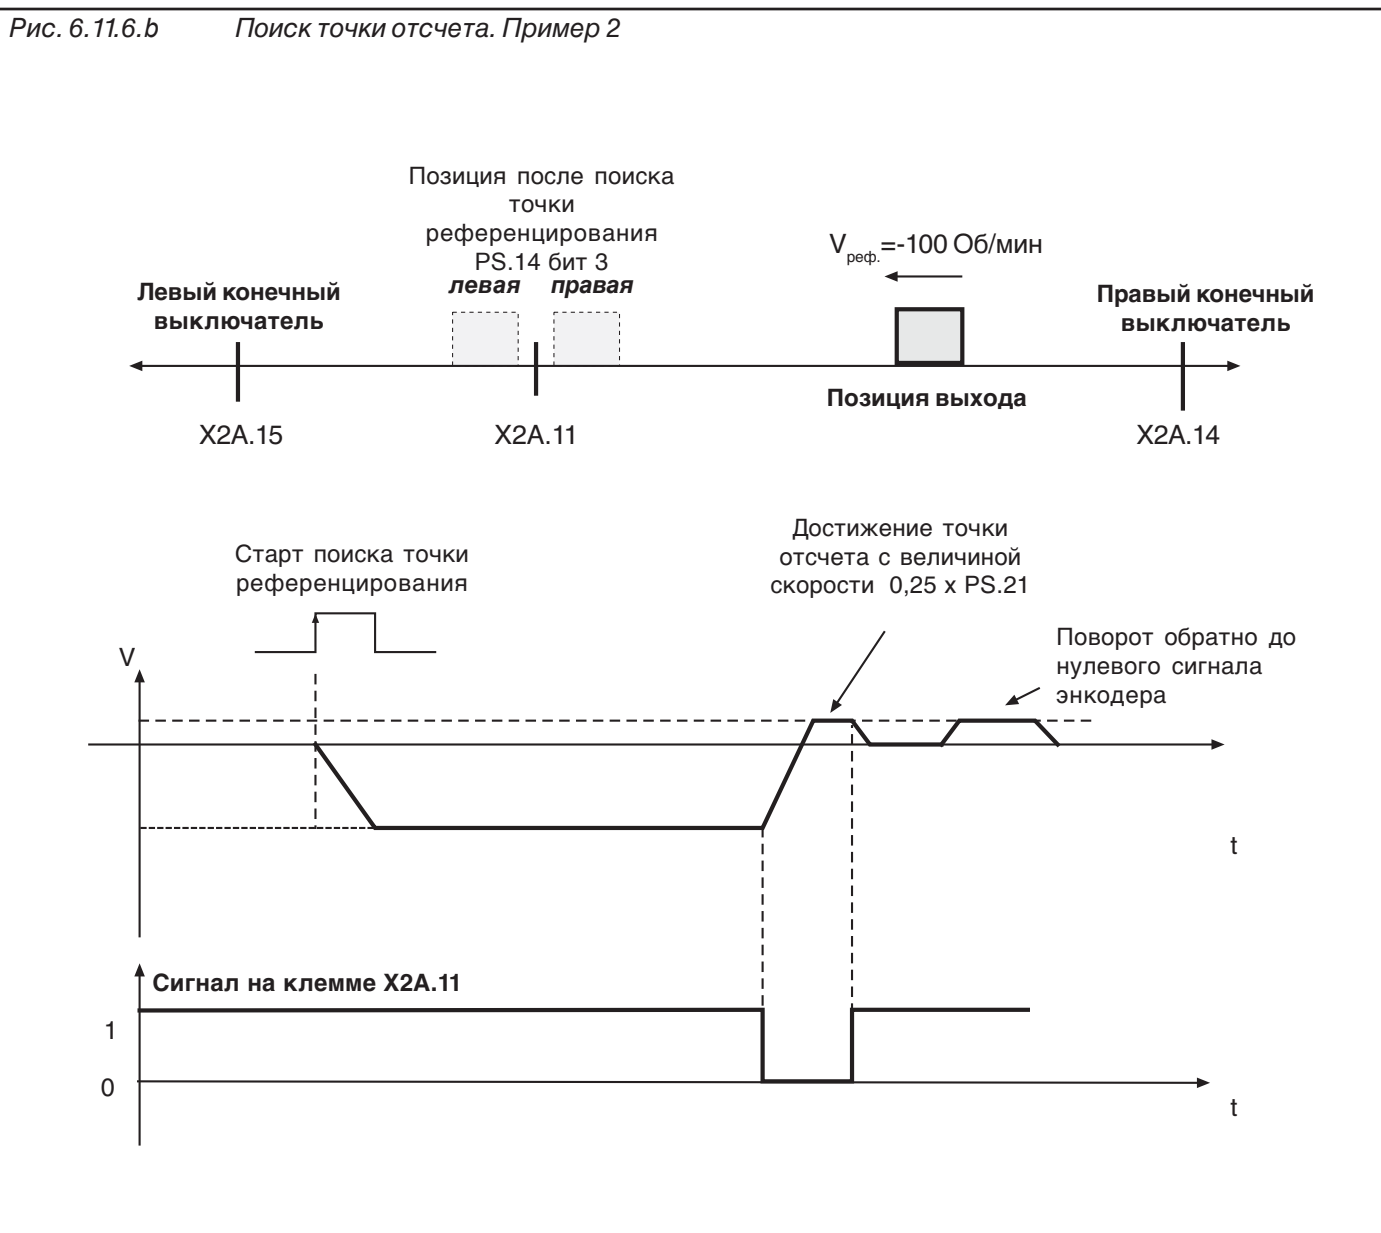 Рис. 6.11.6.b Поиск точки отсчета. Пример 2
Позиция после поиска
точки
референцирования
PS.14 бит 3
левая правая
Vреф.=-100 Об/мин
Левый конечный
выключатель
Правый конечный
выключатель
Позиция выхода
X2A.15
X2A.11
X2A.14
Достижение точки
отсчета с величиной
скорости 0,25 x PS.21
Старт поиска точки
референцирования
Поворот обратно до
нулевого сигнала
энкодера
V
t
Сигнал на клемме X2A.11
1
0
t